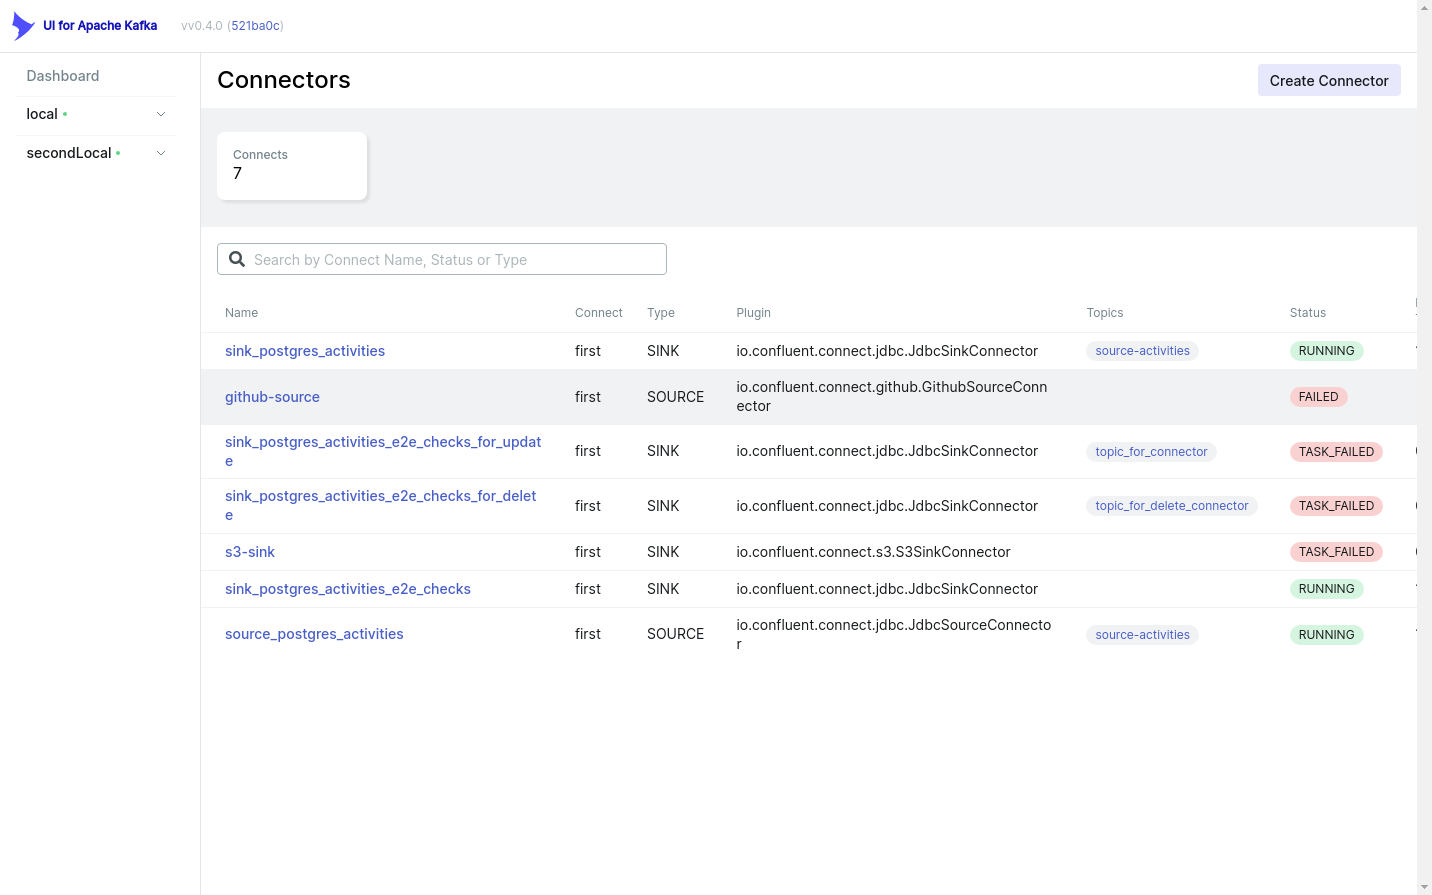 UI for Apache Kafka vv0.4.0 (521ba0c)
Dashboard
local
secondLocal
Connectors
Create Connector
Connects
7
Search by Connect Name, Status or Type
Name Connect Type Plugin Topics Status
sink_postgres_activities first SINK io.confluent.connect.jdbc.JdbcSinkConnector source-activities RUNNING
github-source first SOURCE io.confluent.connect.github.GithubSourceConn
ector FAILED
sink_postgres_activities_e2e_checks_for_updat
e first SINK io.confluent.connect.jdbc.JdbcSinkConnector topic_for_connector TASK_FAILED
sink_postgres_activities_e2e_checks_for_delet
e first SINK io.confluent.connect.jdbc.JdbcSinkConnector topic_for_delete_connector TASK_FAILED
s3-sink first SINK io.confluent.connect.s3.S3SinkConnector TASK_FAILED
sink_postgres_activities_e2e_checks first SINK io.confluent.connect.jdbc.JdbcSinkConnector RUNNING
source_postgres_activities first SOURCE io.confluent.connect.jdbc.JdbcSourceConnecto
r source-activities RUNNING